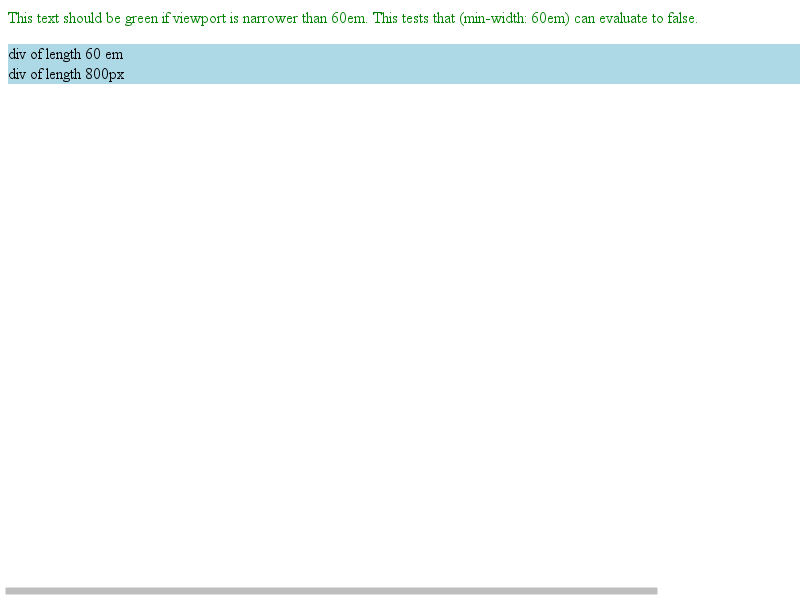 This text should be green if viewport is narrower than 60em. This tests that (min-width: 60em) can evaluate to false.
div of length 60 em
div of length 800px